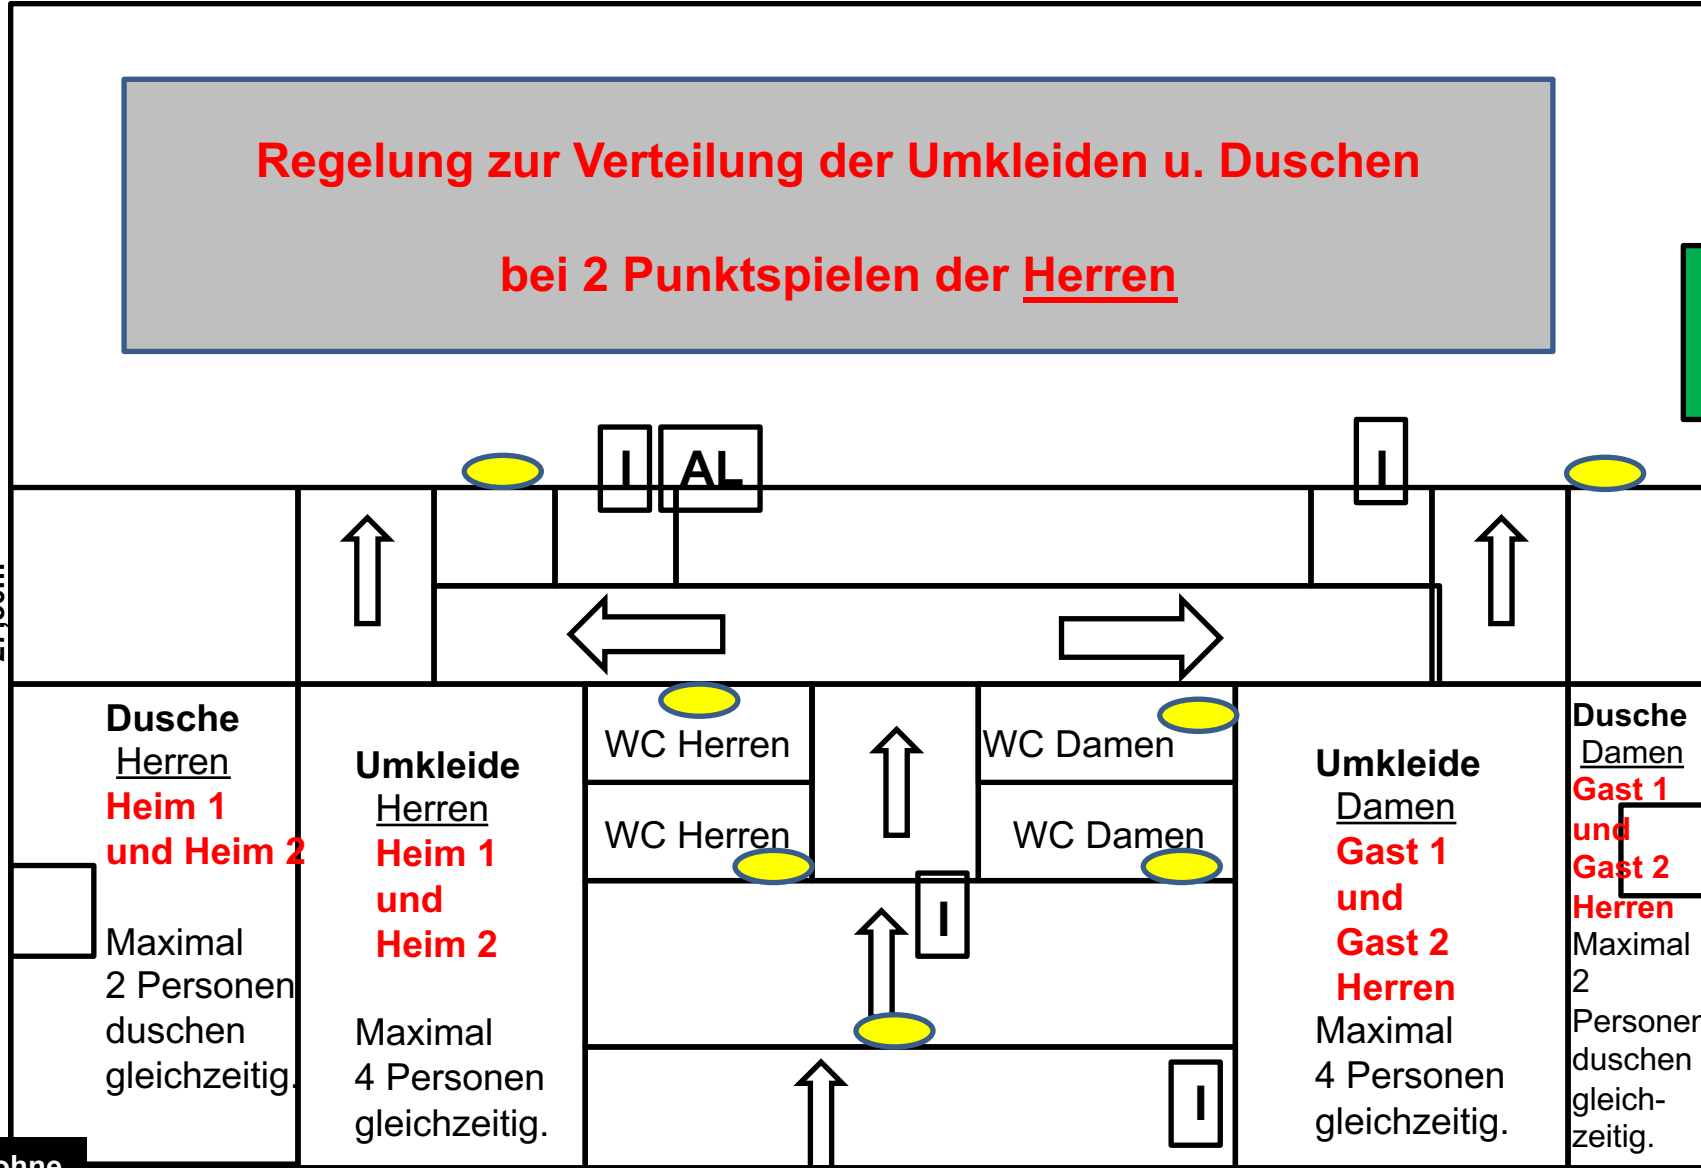 Regelung zur Verteilung der Umkleiden u. Duschen
bei 2 Punktspielen der Herren
I
AL
I
Dusche
Herren
Heim 1
und Heim 2
Maximal
2 Personen
duschen
gleichzeitig.
Umkleide
Herren
Heim 1
und
Heim 2
Maximal
4 Personen
gleichzeitig.
WC Herren
WC Herren
WC Damen
WC Damen
I
I
Umkleide
Damen
Gast 1
und
Gast 2
Herren
Maximal
4 Personen
gleichzeitig.
Dusche
Damen
Gast 1
und
Gast 2
Herren
Maximal
2
Personen
duschen
gleich-
zeitig.
ohne